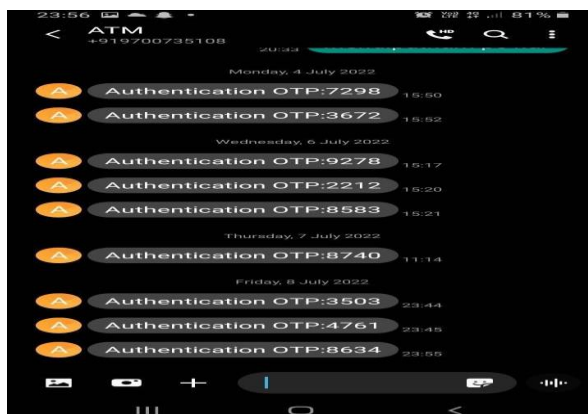 23:56
81%
ATM
+919700735108
HD
20:33
Monday, 4 July 2022
A Authentication OTP:7298 15:50
A Authentication OTP:3672 15:52
Wednesday, 6 July 2022
A Authentication OTP:9278 15:17
A Authentication OTP:2212 15:20
A Authentication OTP:8583 15:21
Thursday, 7 July 2022
A Authentication OTP:8740 11:14
Friday, 8 July 2022
A Authentication OTP:3503 23:44
A Authentication OTP:4761 23:45
A Authentication OTP:8634 23:55